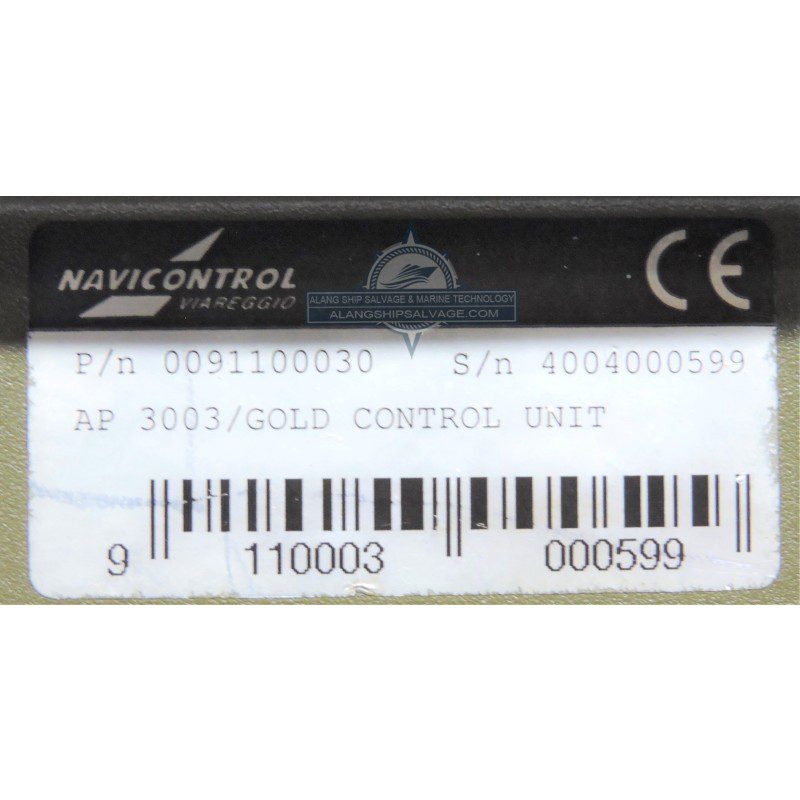 NAVICONTROL
VIAREGGIO
ALANG SHIP SALVAGE & MARINE TECHNOLOGY
ALANGSHIPSALVAGE.COM
CE
P/n 0091100030 S/n 4004000599
AP 3003/GOLD CONTROL UNIT
9 110003 000599